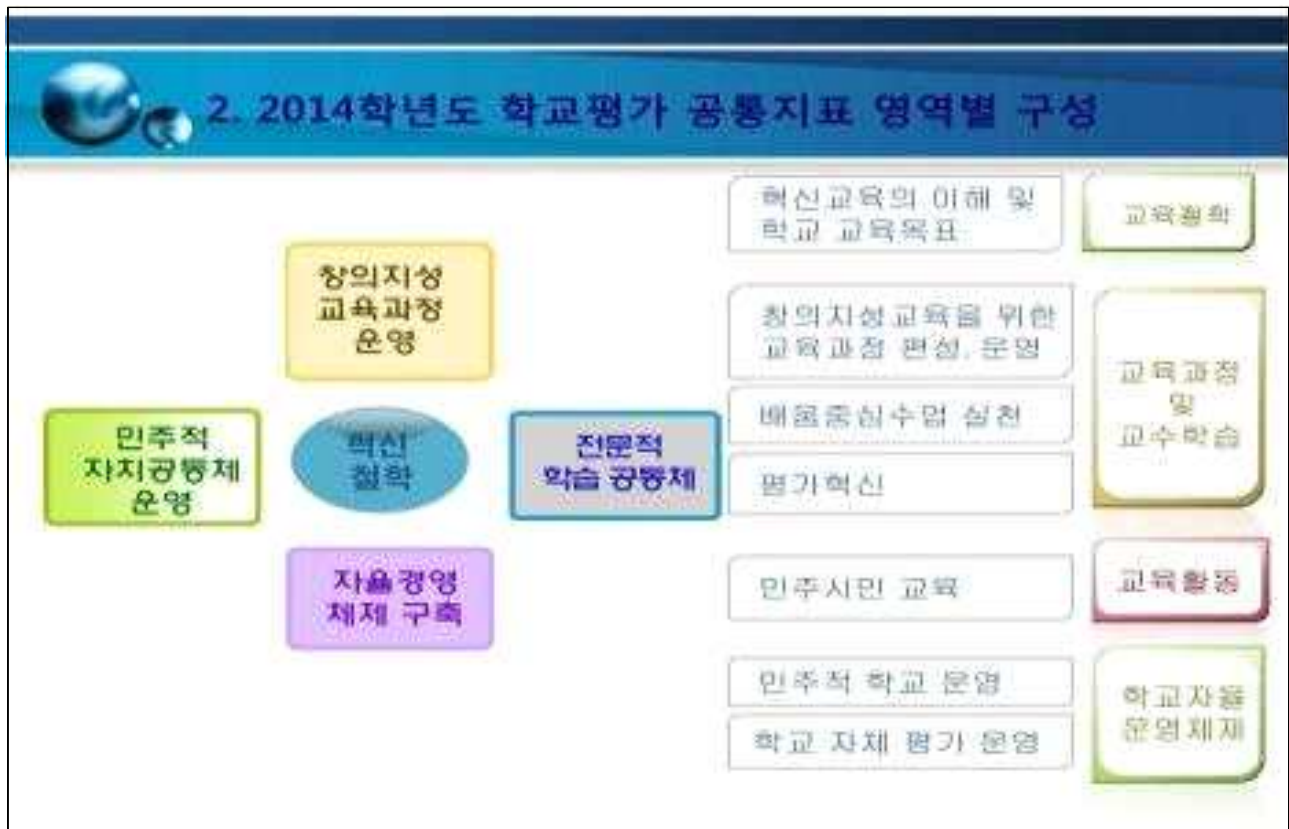 2. 2014학년도 학교평가 공통지표 영역별 구성
창의지성
교육과정
운영
민주적
자치공동체
운영
혁신
철학
전문적
학습 공동체
자율경영
체제 구축
혁신교육의 이해 및
학교 교육목표
교육철학
창의지성교육을 위한
교육과정 편성, 운영
배움중심수업 실천
평가혁신
교육과정
및
교수학습
민주시민 교육
교육활동
민주적 학교 운영
학교 자체 평가 운영
학교자율
운영체제